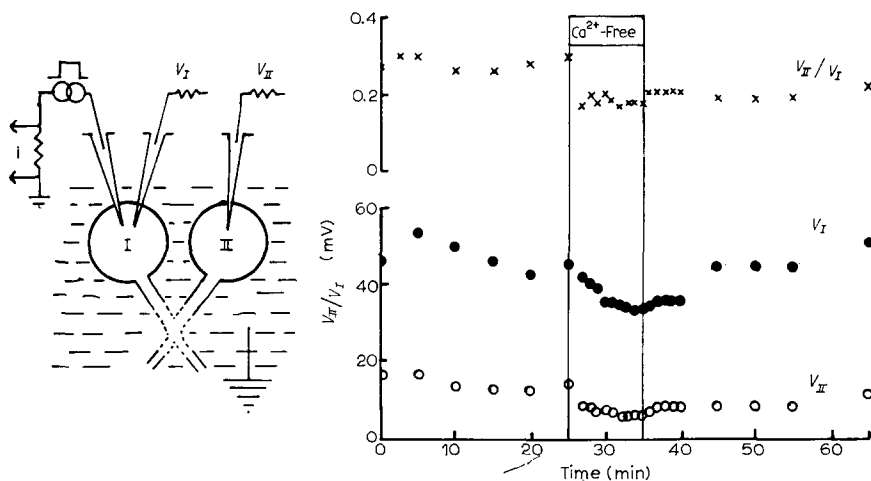 V_I
V_II
i
I
II
0.4
0.2
0
Ca²⁺-Free
V_II/V_I
60
40
20
0
V_II/V_I (mV)
V_I
V_II
0
10
20
30
40
50
60
Time (min)